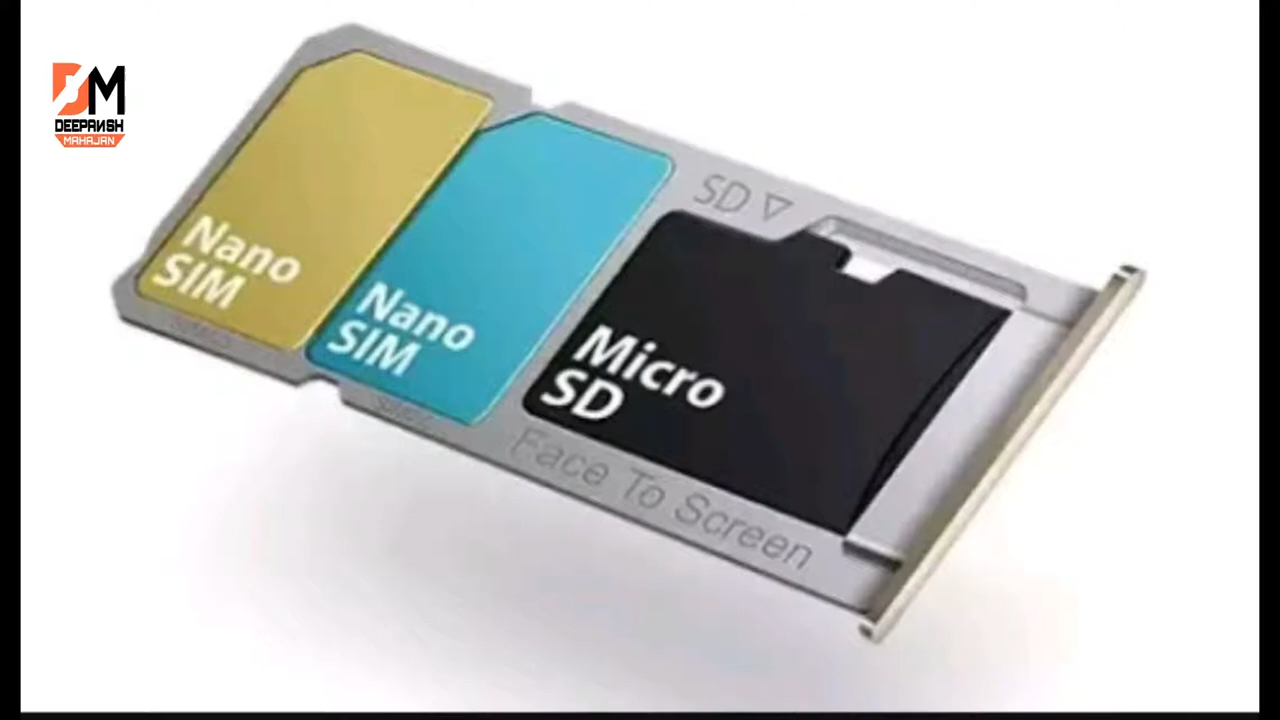 DM
DEEPANSH
MAHAJAN
Nano
SIM
Nano
SIM
SD
Micro
SD
Face To Screen